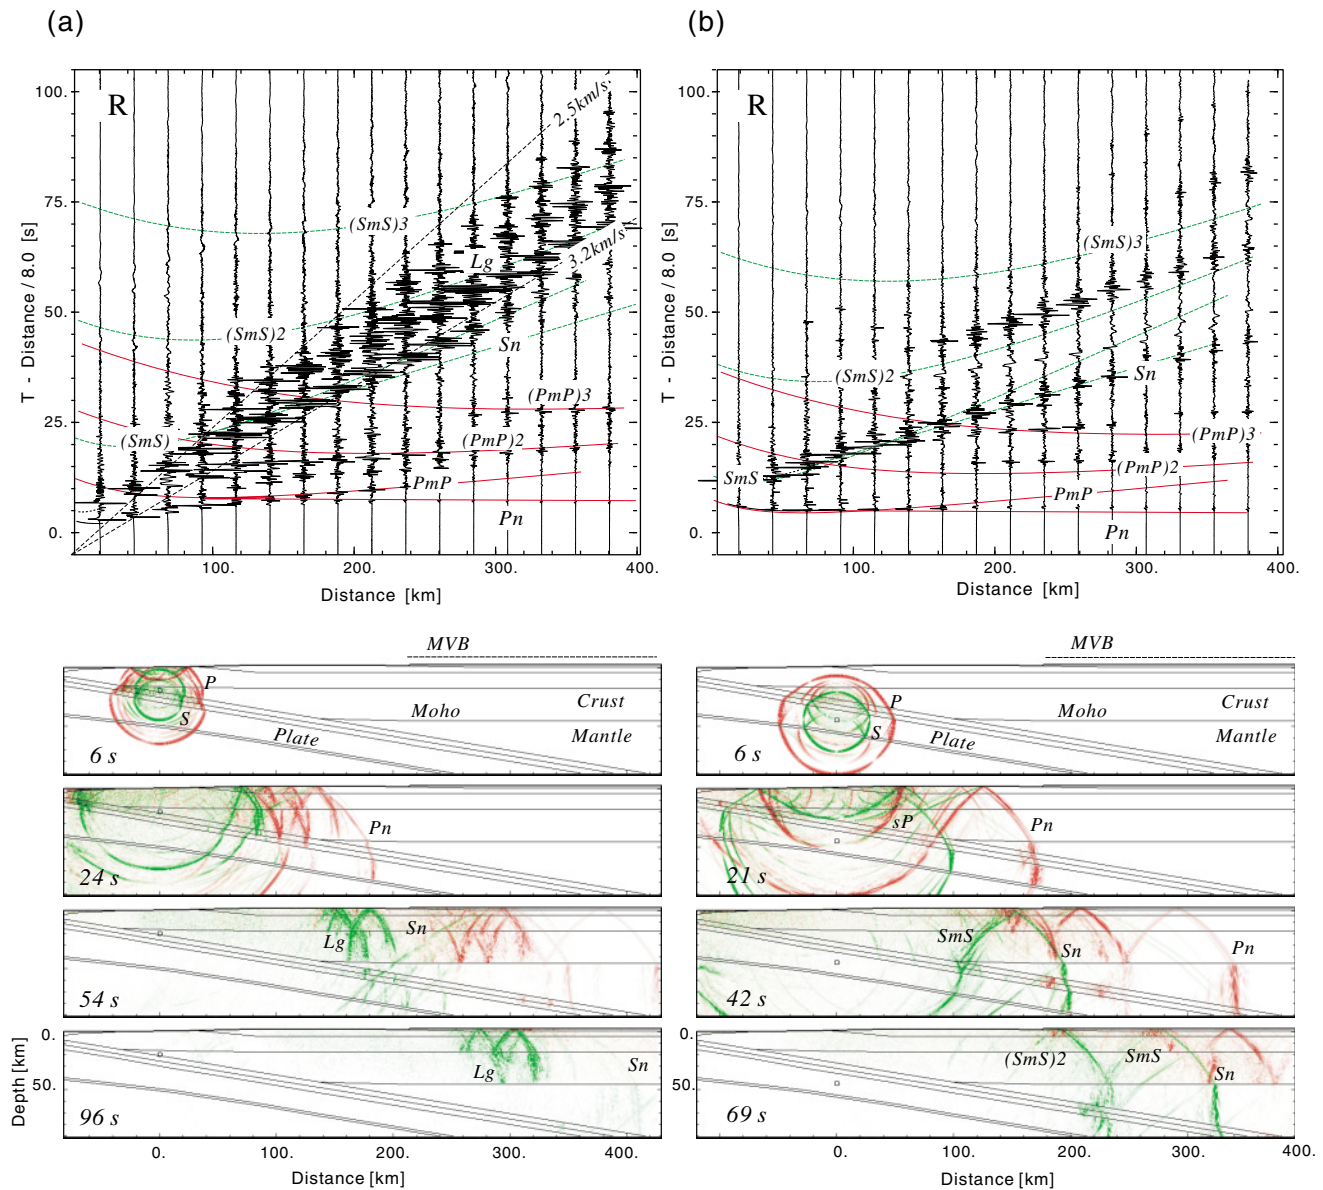 (a)
R
T - Distance / 8.0 [s]
100.
75.
50.
25.
0.
2.5km/s
(SmS)3
Lg
3.2km/s
(SmS)2
Sn
(PmP)3
(SmS)
(PmP)2
PmP
Pn
100.
200.
300.
400.
Distance [km]
(b)
R
T - Distance / 8.0 [s]
100.
75.
50.
25.
0.
(SmS)3
(SmS)2
Sn
(PmP)3
(PmP)2
SmS
PmP
Pn
100.
200.
300.
400.
Distance [km]
MVB
P
S
Plate
Moho
Crust
Mantle
6 s
Pn
24 s
Lg
Sn
54 s
Depth [km]
0.
50.
Lg
Sn
96 s
0.
100.
200.
300.
400.
Distance [km]
MVB
P
S
Plate
Moho
Crust
Mantle
6 s
sP
Pn
21 s
SmS
Sn
Pn
42 s
0.
50.
(SmS)2
SmS
Sn
69 s
0.
100.
200.
300.
400.
Distance [km]